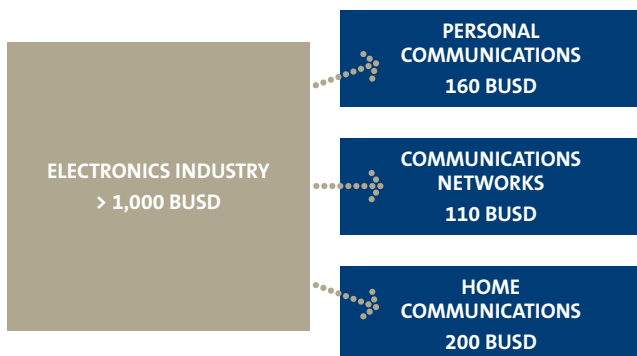 ELECTRONICS INDUSTRY
> 1,000 BUSD
PERSONAL
COMMUNICATIONS
160 BUSD
COMMUNICATIONS
NETWORKS
110 BUSD
HOME
COMMUNICATIONS
200 BUSD